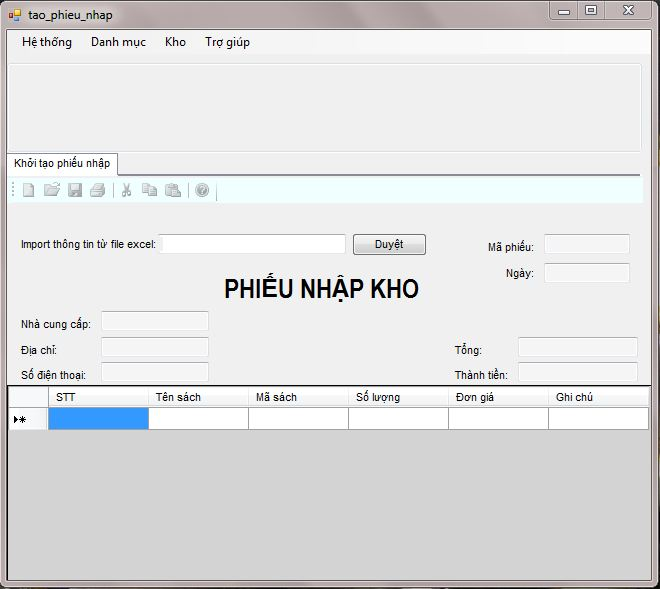 tao_phieu_nhap
Hệ thống Danh mục Kho Trợ giúp
Khởi tạo phiếu nhập
Import thông tin từ file excel: Duyệt Mã phiếu:
Ngày:
PHIẾU NHẬP KHO
Nhà cung cấp:
Địa chỉ: Tổng:
Số điện thoại: Thành tiền:
STT Tên sách Mã sách Số lượng Đơn giá Ghi chú